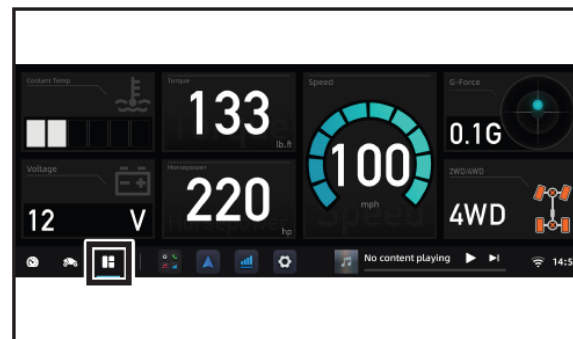 Coolant Temp
Torque
133
lb.ft
Speed
100
mph
G-Force
0.1G
Voltage
12 V
Horsepower
220
hp
2WD/4WD
4WD
No content playing
14:5